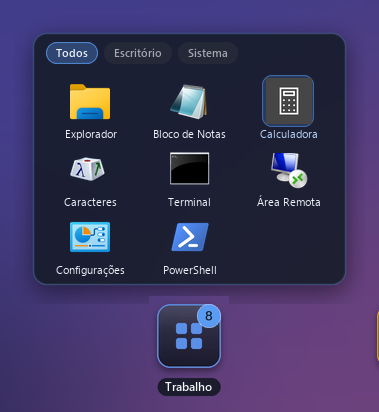 Todos Escritório Sistema
Explorador Bloco de Notas Calculadora
Caracteres Terminal Área Remota
Configurações PowerShell
8
Trabalho